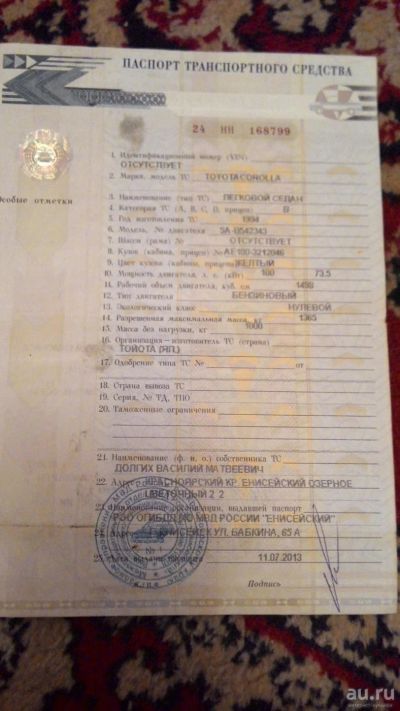 ПАСПОРТ ТРАНСПОРТНОГО СРЕДСТВА
24 НН 168799
1. Идентификационный номер (VIN)
ОТСУТСТВУЕТ
2. Марка, модель ТС TOYOTA COROLLA
Особые отметки
3. Наименование (тип ТС) ЛЕГКОВОЙ СЕДАН
4. Категория ТС (А, В, С, D, прицеп) B
5. Год изготовления ТС 1994
6. Модель, № двигателя 5A-B542343
7. Шасси (рама) № ОТСУТСТВУЕТ
8. Кузов (кабина, прицеп) № AE100-3212046
9. Цвет кузова (кабины, прицепа) ЖЕЛТЫЙ
10. Мощность двигателя, л. с. (кВт) 100 73.5
11. Рабочий объем двигателя, куб. см 1498
12. Тип двигателя БЕНЗИНОВЫЙ
13. Экологический класс НУЛЕВОЙ
14. Разрешенная максимальная масса, кг 1365
15. Масса без нагрузки, кг 1000
16. Организация—изготовитель ТС (страна)
ТОЙОТА (ЯП.)
17. Одобрение типа ТС № от
18. Страна вывоза ТС
19. Серия, № ТД, ТПО
20. Таможенные ограничения
21. Наименование (ф. и. о.) собственника ТС
ДОЛГИХ ВАСИЛИЙ МАТВЕЕВИЧ
22. КРАСНОЯРСКИЙ КР, ЕНИСЕЙСКИЙ ОЗЕРНОЕ
ЦВЕТОЧНЫЙ 2 2
23. Наименование организации, выдавшей паспорт
РЭО ОГИБДД МО МВД РОССИИ "ЕНИСЕЙСКИЙ"
24. ЕНИСЕЙСК УЛ. БАБКИНА, 65 А
25. Дата выдачи паспорта 11.07.2013
Подпись
au.ru